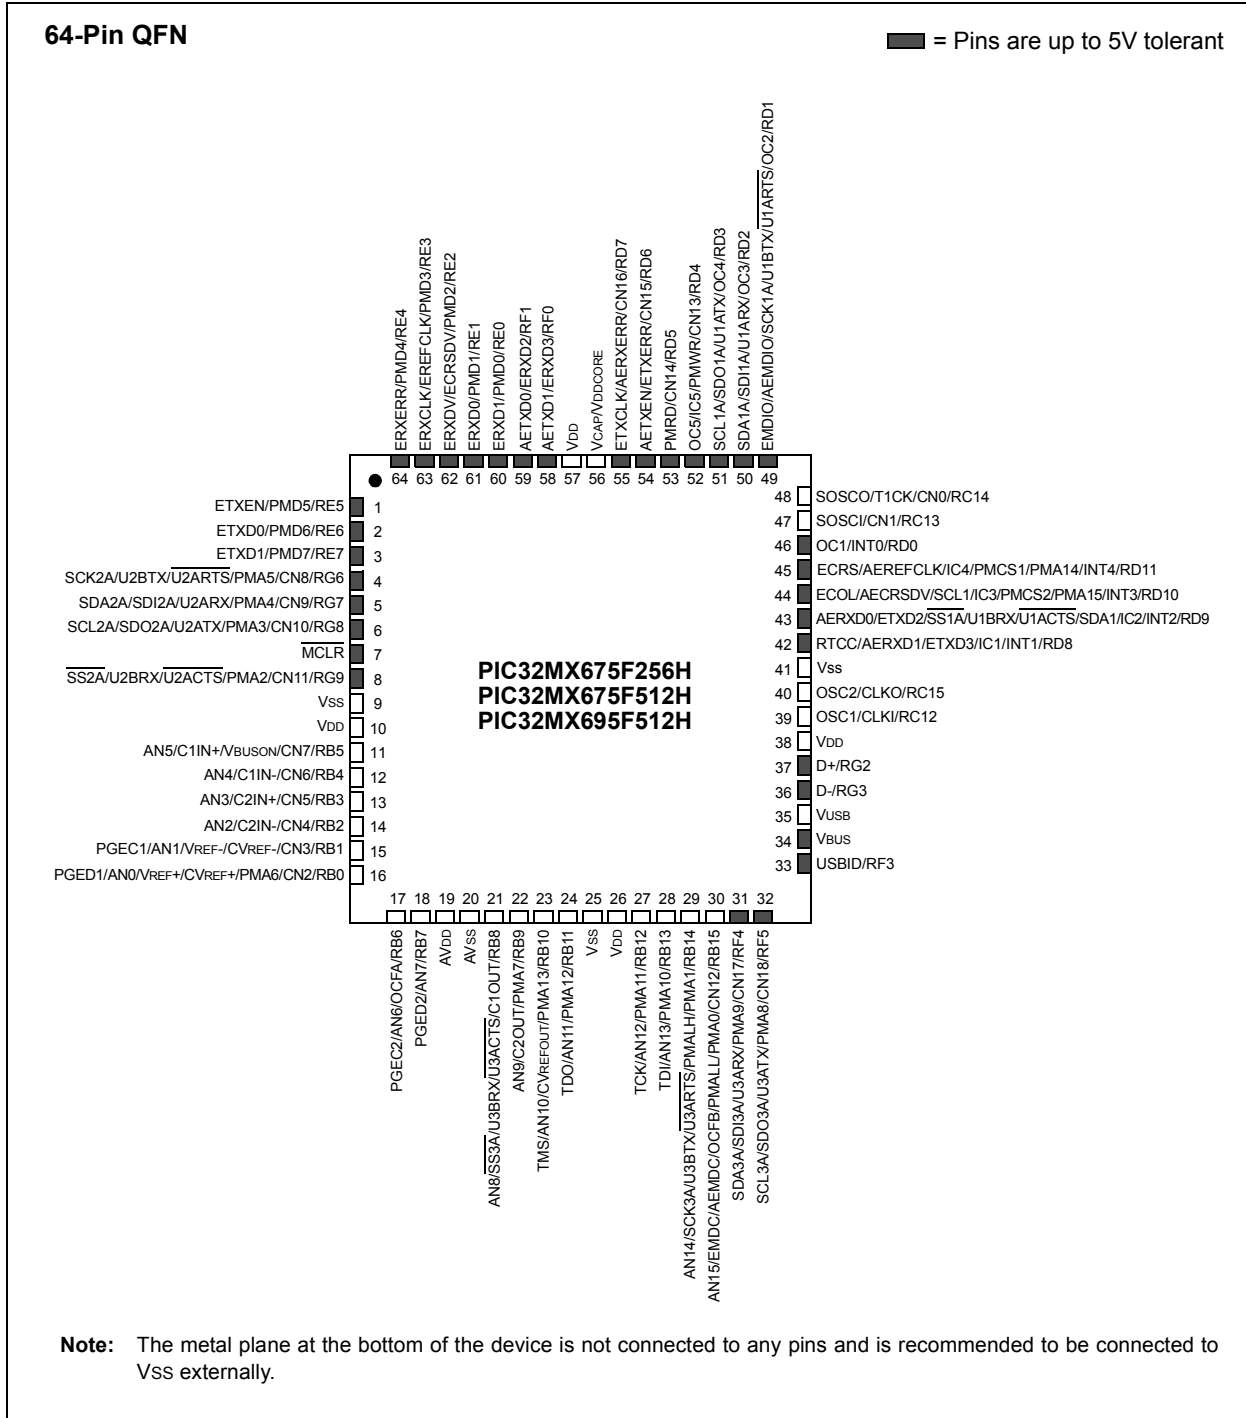 64-Pin QFN
= Pins are up to 5V tolerant
ERXERR/PMD4/RE4
ERXCLK/EREFCLK/PMD3/RE3
ERXDV/ECRSDV/PMD2/RE2
ERXD0/PMD1/RE1
ERXD1/PMD0/RE0
AETXD0/ERXD2/RF1
AETXD1/ERXD3/RF0
VDD
VCAP/VDDCORE
ETXCLK/AERXERR/CN16/RD7
AETXEN/ETXERR/CN15/RD6
PMRD/CN14/RD5
OC5/IC5/PMWR/CN13/RD4
SCL1A/SDO1A/U1ATX/OC4/RD3
SDA1A/SDI1A/U1ARX/OC3/RD2
EMDIO/AEMDIO/SCK1A/U1BTX/U1ARTS/OC2/RD1
64 63 62 61 60 59 58 57 56 55 54 53 52 51 50 49
ETXEN/PMD5/RE5 1
ETXD0/PMD6/RE6 2
ETXD1/PMD7/RE7 3
SCK2A/U2BTX/U2ARTS/PMA5/CN8/RG6 4
SDA2A/SDI2A/U2ARX/PMA4/CN9/RG7 5
SCL2A/SDO2A/U2ATX/PMA3/CN10/RG8 6
MCLR 7
SS2A/U2BRX/U2ACTS/PMA2/CN11/RG9 8
VSS 9
VDD 10
AN5/C1IN+/VBUSON/CN7/RB5 11
AN4/C1IN-/CN6/RB4 12
AN3/C2IN+/CN5/RB3 13
AN2/C2IN-/CN4/RB2 14
PGEC1/AN1/VREF-/CVREF-/CN3/RB1 15
PGED1/AN0/VREF+/CVREF+/PMA6/CN2/RB0 16
PIC32MX675F256H
PIC32MX675F512H
PIC32MX695F512H
48 SOSCO/T1CK/CN0/RC14
47 SOSCI/CN1/RC13
46 OC1/INT0/RD0
45 ECRS/AEREFCLK/IC4/PMCS1/PMA14/INT4/RD11
44 ECOL/AECRSDV/SCL1/IC3/PMCS2/PMA15/INT3/RD10
43 AERXD0/ETXD2/SS1A/U1BRX/U1ACTS/SDA1/IC2/INT2/RD9
42 RTCC/AERXD1/ETXD3/IC1/INT1/RD8
41 Vss
40 OSC2/CLKO/RC15
39 OSC1/CLKI/RC12
38 VDD
37 D+/RG2
36 D-/RG3
35 VUSB
34 VBUS
33 USBID/RF3
17 18 19 20 21 22 23 24 25 26 27 28 29 30 31 32
PGEC2/AN6/OCFA/RB6
PGED2/AN7/RB7
AVDD
AVSS
AN8/SS3A/U3BRX/U3ACTS/C1OUT/RB8
AN9/C2OUT/PMA7/RB9
TMS/AN10/CVREFOUT/PMA13/RB10
TDO/AN11/PMA12/RB11
VSS
VDD
TCK/AN12/PMA11/RB12
TDI/AN13/PMA10/RB13
AN14/SCK3A/U3BTX/U3ARTS/PMALH/PMA1/RB14
AN15/EMDC/AEMDC/OCFB/PMALL/PMA0/CN12/RB15
SDA3A/SDI3A/U3ARX/PMA9/CN17/RF4
SCL3A/SDO3A/U3ATX/PMA8/CN18/RF5
Note: The metal plane at the bottom of the device is not connected to any pins and is recommended to be connected to
VSS externally.